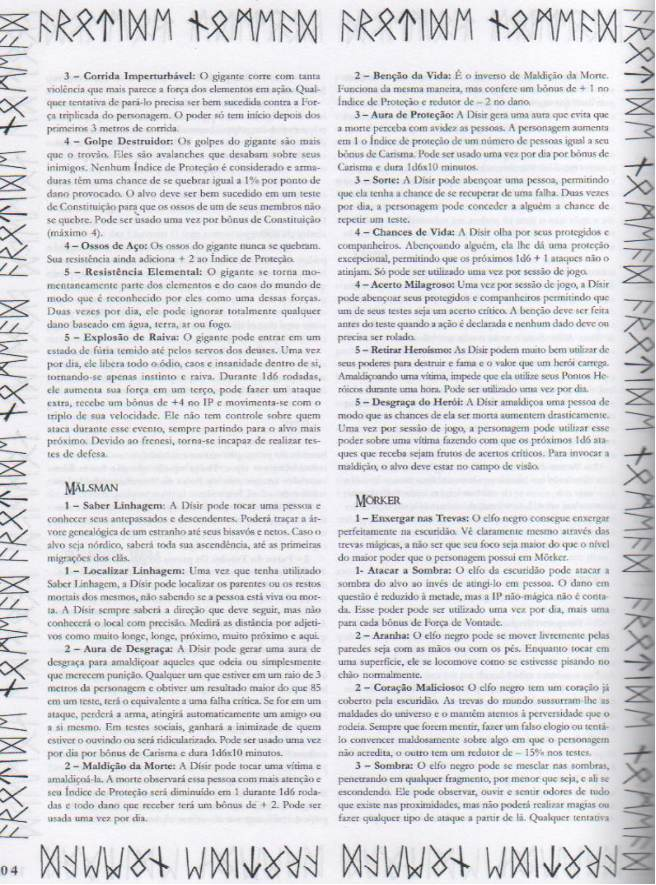 3 – Corrida Imperturbável: O gigante corre com tanta
violência que mais parece a força dos elementos em ação. Qual-
quer tentativa de pará-lo precisa ser bem sucedida contra a For-
ça triplicada do personagem. O poder só tem início depois dos
primeiros 3 metros de corrida.
4 – Golpe Destruidor: Os golpes do gigante são mais
que o trovão. Eles são avalanches que desabam sobre seus
inimigos. Nenhum Índice de Proteção é considerado e arma-
duras têm uma chance de se quebrar igual a 1% por ponto de
dano provocado. O alvo deve ser bem sucedido em um teste
de Constituição para que os ossos de um de seus membros não
se quebre. Pode ser usado uma vez por bônus de Constituição
(máximo 4).
4 – Ossos de Aço: Os ossos do gigante nunca se quebram.
Sua resistência ainda adiciona + 2 ao Índice de Proteção.
5 – Resistência Elemental: O gigante se torna mo-
mentaneamente parte dos elementos e do caos do mundo de
modo que é reconhecido por eles como uma dessas forças.
Duas vezes por dia, ele pode ignorar totalmente qualquer
dano baseado em água, terra, ar ou fogo.
5 – Explosão de Raiva: O gigante pode entrar em um
estado de fúria temido até pelos servos dos deuses. Uma vez
por dia, ele libera todo o ódio, caos e insanidade dentro de si,
tornando-se apenas instinto e raiva. Durante 1d6 rodadas,
ele aumenta sua força em um terço, pode fazer um ataque
extra, recebe um bônus de +4 no IP e movimenta-se com o
triplo de sua velocidade. Ele não tem controle sobre quem
ataca durante esse evento, sempre partindo para o alvo mais
próximo. Devido ao frenesi, torna-se incapaz de realizar tes-
tes de defesa.
MÄLSMAN
1 – Saber Linhagem: A Dísir pode tocar uma pessoa e
conhecer seus antepassados e descendentes. Poderá traçar a ár-
vore genealógica de um estranho até seus bisavós e netos. Caso o
alvo seja nórdico, saberá toda sua ascendência, até as primeiras
migrações dos clãs.
1 – Localizar Linhagem: Uma vez que tenha utilizado
Saber Linhagem, a Dísir pode localizar os parentes ou os restos
mortais dos mesmos, não sabendo se a pessoa está viva ou mor-
ta. A Dísir sempre saberá a direção que deve seguir, mas não
conhecerá o local com precisão. Medirá as distância por adjeti-
vos como muito longe, longe, próximo, muito próximo e aqui.
2 – Aura de Desgraça: A Dísir pode gerar uma aura de
desgraça para amaldiçoar aqueles que odeia ou simplesmente
que merecem punição. Qualquer um que estiver em um raio de 3
metros da personagem e obtiver um resultado maior do que 85
em um teste, terá o equivalente a uma falha crítica. Se for em um
ataque, perderá a arma, atingirá automaticamente um amigo ou
a si mesmo. Em testes sociais, ganhará a inimizade de quem
estiver o ouvindo ou será ridicularizado. Pode ser usado uma vez
por dia por bônus de Carisma e dura 1d6x10 minutos.
2 – Maldição da Morte: A Dísir pode tocar uma vítima e
amaldiçoá-la. A morte observará essa pessoa com mais atenção e
seu Índice de Proteção será diminuído em 1 durante 1d6 roda-
das e todo dano que receber terá um bônus de + 2. Pode ser
usada uma vez por dia.
2 – Benção da Vida: É o inverso de Maldição da Morte.
Funciona da mesma maneira, mas confere um bônus de + 1 no
Índice de Proteção e redutor de – 2 no dano.
3 – Aura de Proteção: A Dísir gera uma aura que evita que
a morte perceba com avidez as pessoas. A personagem aumenta
em 1 o Índice de proteção de um número de pessoas igual a seu
bônus de Carisma. Pode ser usado uma vez por dia por bônus de
Carisma e dura 1d6x10 minutos.
3 – Sorte: A Dísir pode abençoar uma pessoa, permitindo
que ela tenha a chance de se recuperar de uma falha. Duas vezes
por dia, a personagem pode conceder a alguém a chance de
repetir um teste.
4 – Chances de Vida: A Dísir olha por seus protegidos e
companheiros. Abençoando alguém, ela lhe dá uma proteção
excepcional, permitindo que os próximos 1d6 + 1 ataques não o
atinjam. Só pode ser utilizado uma vez por sessão de jogo.
4 – Acerto Milagroso: Uma vez por sessão de jogo, a Dísir
pode abençoar seus protegidos e companheiros permitindo que
um de seus testes seja um acerto crítico. A benção deve ser feita
antes do teste quando a ação é declarada e nenhum dado deve ou
precisa ser rolado.
5 – Retirar Heroísmo: As Dísir podem muito bem utilizar de
seus poderes para destruir e fama e o valor que um herói carrega.
Amaldiçoando uma vítima, impede que ela utilize seus Pontos He-
róicos durante uma hora. Pode ser utilizado uma vez por dia.
5 – Desgraça do Herói: A Dísir amaldiçoa uma pessoa de
modo que as chances de ela ser morta aumentem drasticamente.
Uma vez por sessão de jogo, a personagem pode utilizar esse
poder sobre uma vítima fazendo com que os próximos 1d6 ata-
ques que receba sejam frutos de acertos críticos. Para invocar a
maldição, o alvo deve estar no campo de visão.
MÖRKER
1 – Enxergar nas Trevas: O elfo negro consegue enxergar
perfeitamente na escuridão. Vê claramente mesmo através das
trevas mágicas, a não ser que seu foco seja maior do que o nível
do maior poder que o personagem possui em Mörker.
1- Atacar a Sombra: O elfo da escuridão pode atacar a
sombra do alvo ao invés de atingi-lo em pessoa. O dano em
questão é reduzido à metade, mas a IP não-mágica não é conta-
da. Esse poder pode ser utilizado uma vez por dia, mais uma
para cada bônus de Força de Vontade.
2 – Aranha: O elfo negro pode se mover livremente pelas
paredes seja com as mãos ou com os pés. Enquanto tocar em
uma superfície, ele se locomove como se estivesse pisando no
chão normalmente.
2 – Coração Malicioso: O elfo negro tem um coração já
coberto pela escuridão. As trevas do mundo sussurram-lhe as
maldades do universo e o mantêm atentos à perversidade que o
rodeia. Sempre que forem mentir, fazer um falso elogio ou tentá-
lo convencer maldosamente sobre algo em que o personagem
não acredita, o outro tem um redutor de – 15% nos testes.
3 – Sombra: O elfo negro pode se mesclar nas sombras,
penetrando em qualquer fragmento, por menor que seja, e ali se
escondendo. Ele pode observar, ouvir e sentir odores de tudo
que existe nas proximidades, mas não poderá realizar magias ou
fazer qualquer tipo de ataque a partir de lá. Qualquer tentativa
04